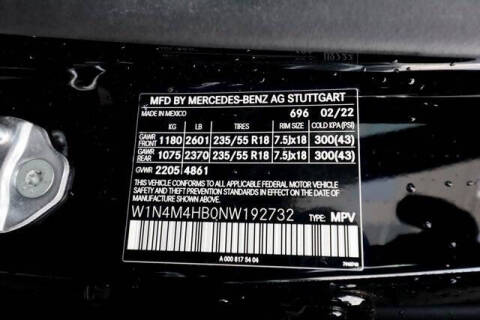 MFD BY MERCEDES-BENZ AG STUTTGART
MADE IN MEXICO 696 02/22
KG LB TIRES RIM SIZE COLD KPA (PSI)
GAWR FRONT 1180 2601 235/55 R18 7.5Jx18 300(43)
GAWR REAR 1075 2370 235/55 R18 7.5Jx18 300(43)
GVWR 2205 4861
THIS VEHICLE CONFORMS TO ALL APPLICABLE
FEDERAL MOTOR VEHICLE
SAFETY AND THEFT PREVENTION STANDARDS IN EFFECT ON THE
DATE OF MANUFACTURE SHOWN ABOVE.
W1N4M4HB0NW192732 TYPE: MPV
A 000 817 54 04